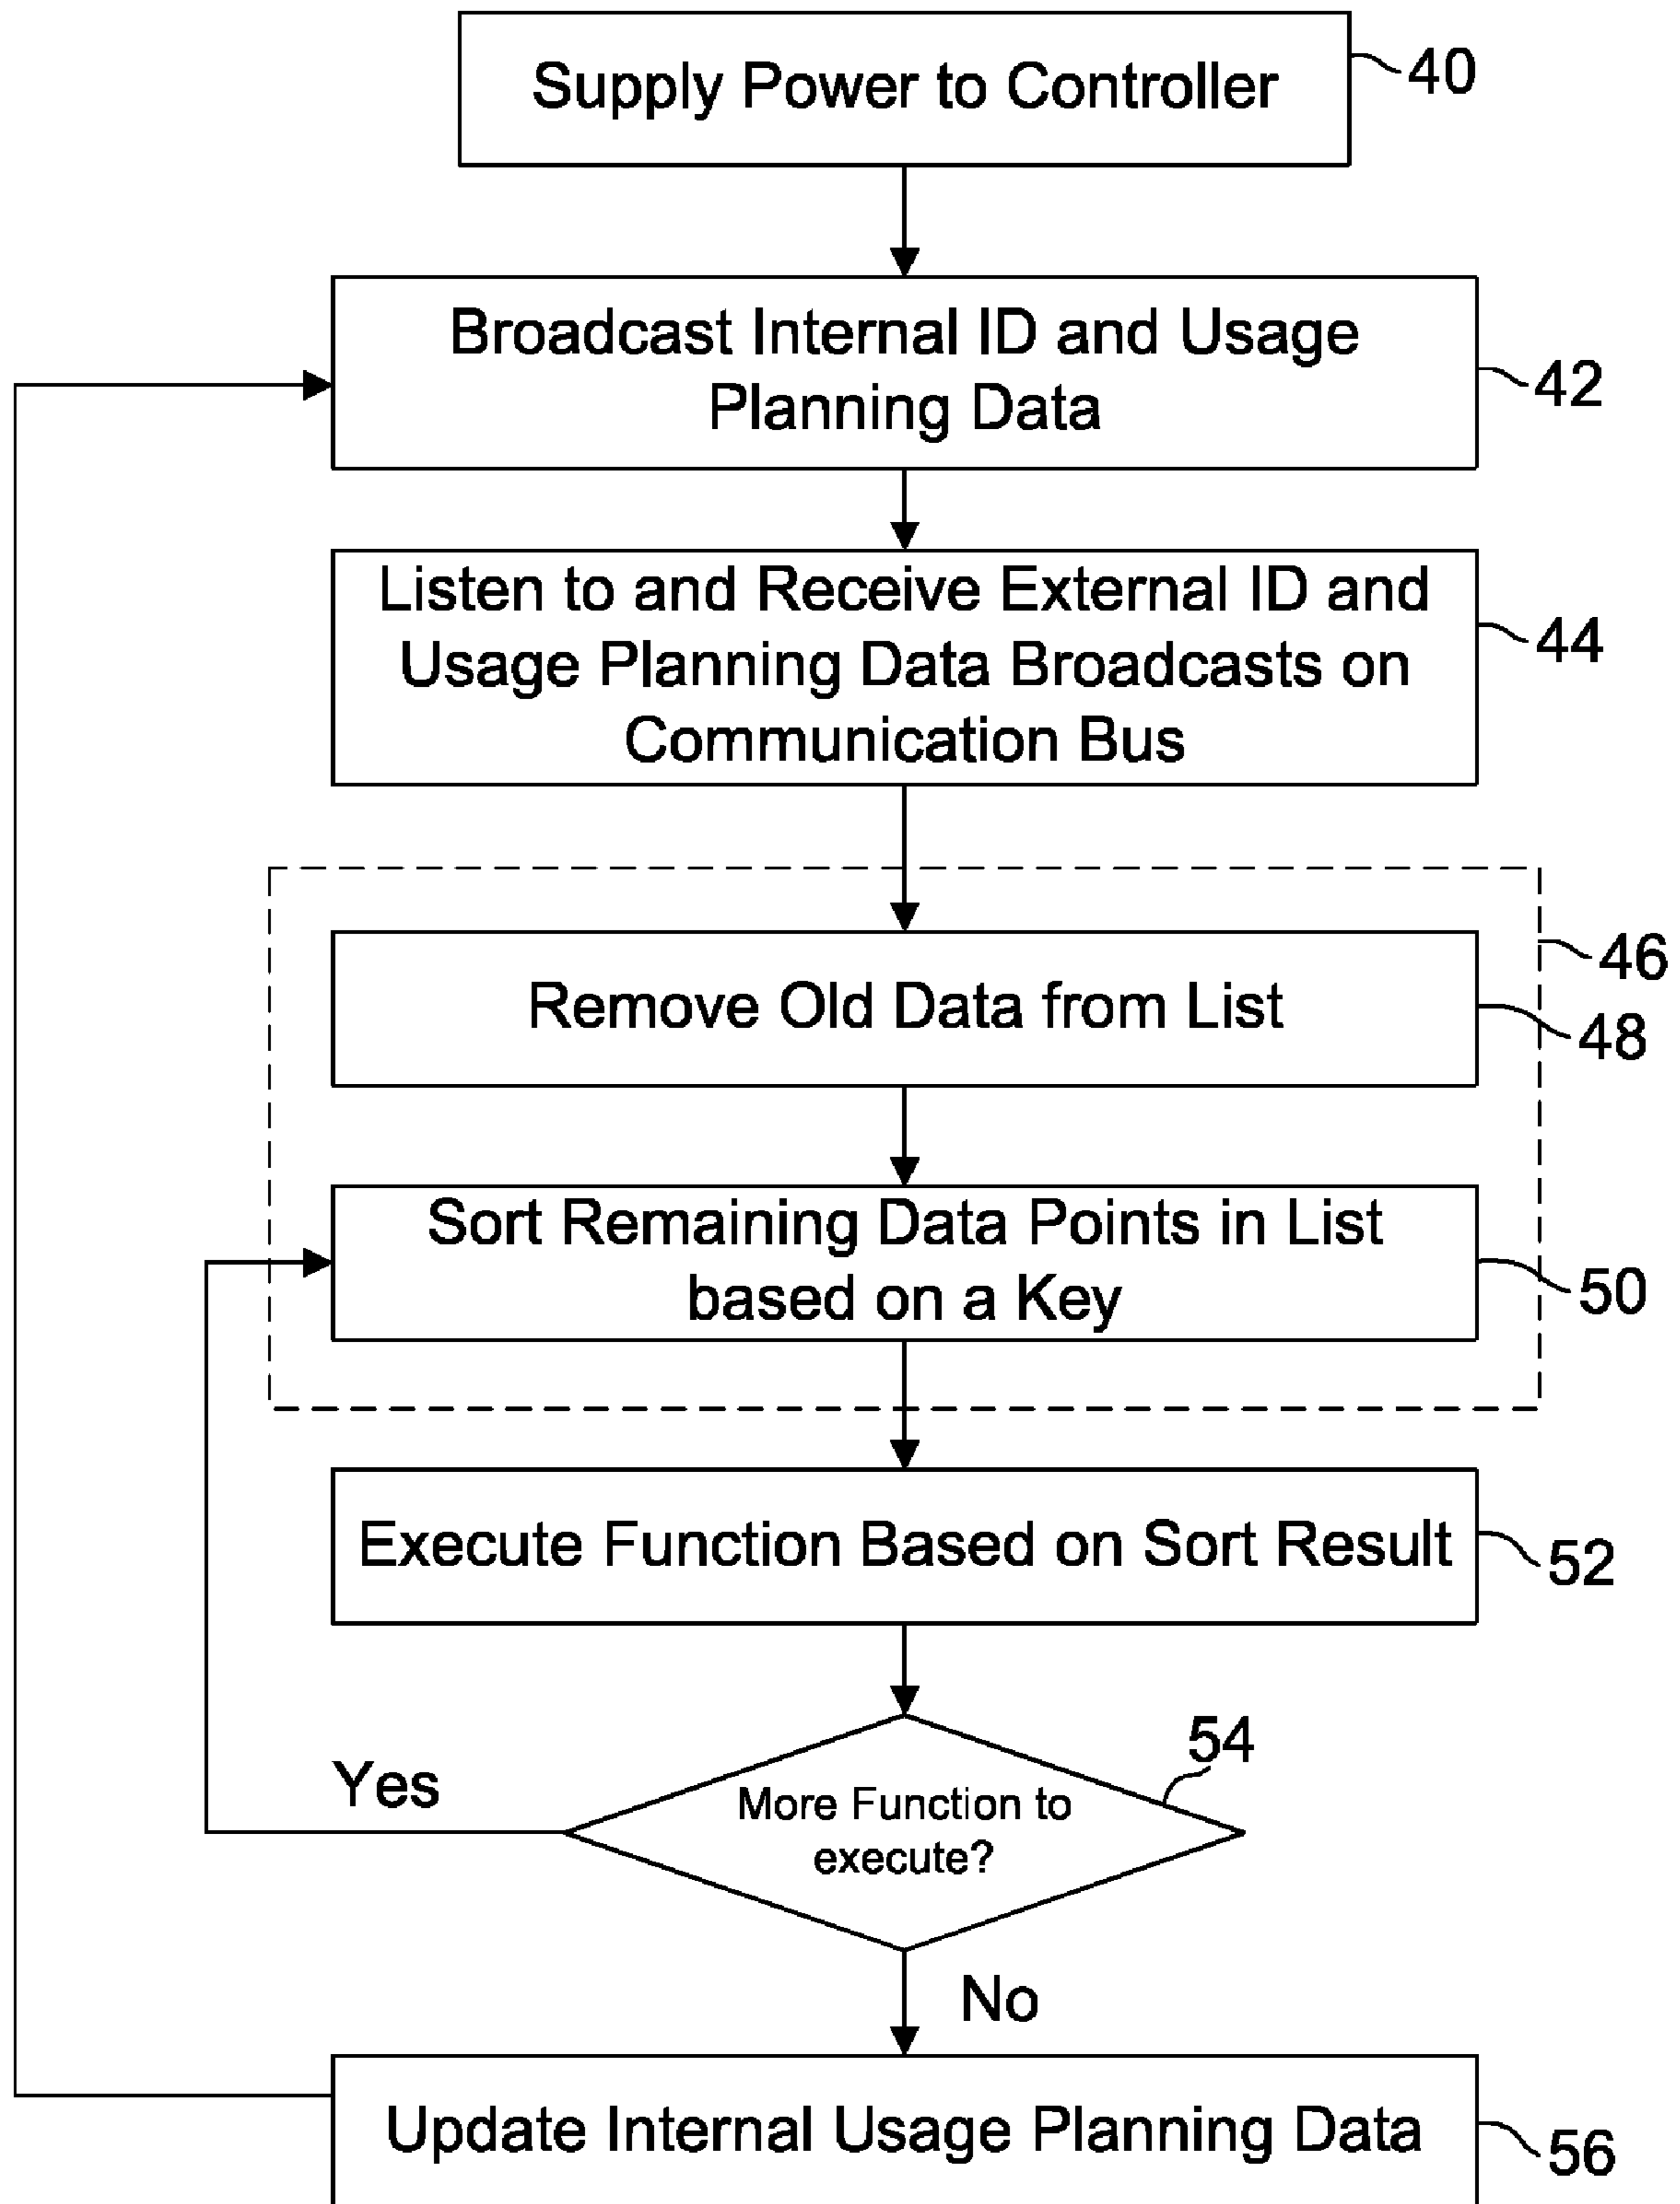 Supply Power to Controller
40
Broadcast Internal ID and Usage
Planning Data
42
Listen to and Receive External ID and
Usage Planning Data Broadcasts on
Communication Bus
44
46
Remove Old Data from List
48
Sort Remaining Data Points in List
based on a Key
50
Execute Function Based on Sort Result
52
54
Yes
More Function to
execute?
No
Update Internal Usage Planning Data
56